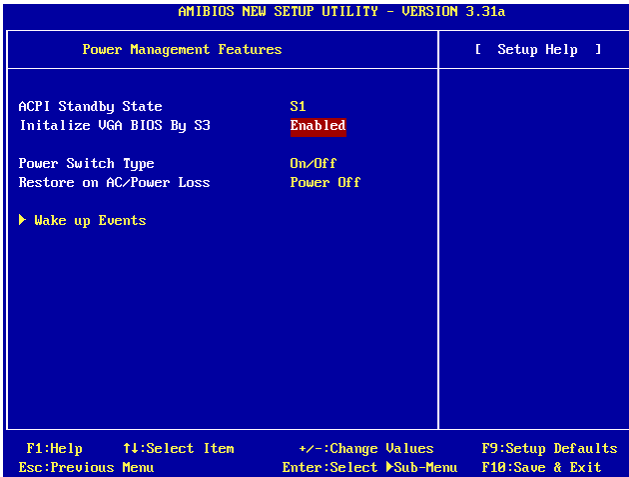 AMIBIOS NEW SETUP UTILITY - VERSION 3.31a
Power Management Features
[ Setup Help ]
ACPI Standby State S1
Initalize VGA BIOS By S3 Enabled
Power Switch Type On/Off
Restore on AC/Power Loss Power Off
Wake up Events
F1:Help ↑↓:Select Item +/-:Change Values F9:Setup Defaults
Esc:Previous Menu Enter:Select ▶Sub-Menu F10:Save & Exit